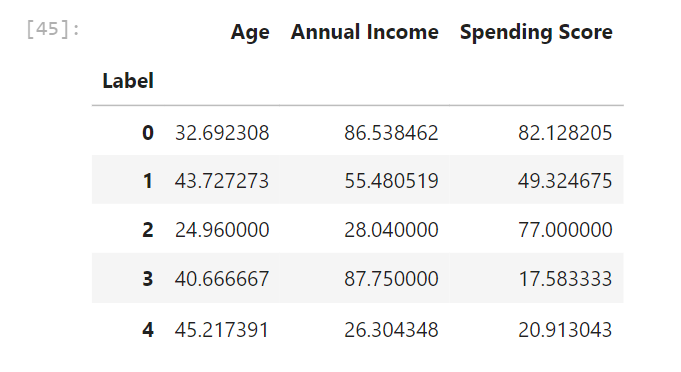 [45]:
Age Annual Income Spending Score
Label
0 32.692308 86.538462 82.128205
1 43.727273 55.480519 49.324675
2 24.960000 28.040000 77.000000
3 40.666667 87.750000 17.583333
4 45.217391 26.304348 20.913043